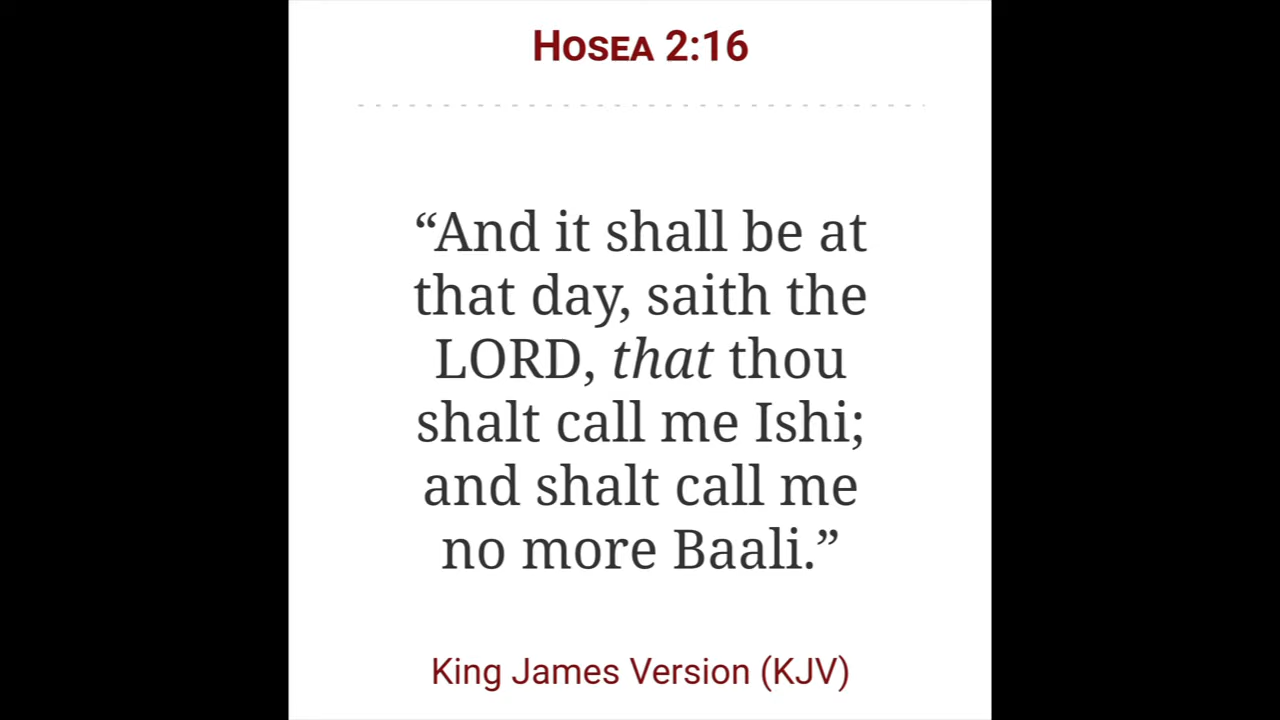 HOSEA 2:16
“And it shall be at
that day, saith the
LORD, that thou
shalt call me Ishi;
and shalt call me
no more Baali.”
King James Version (KJV)